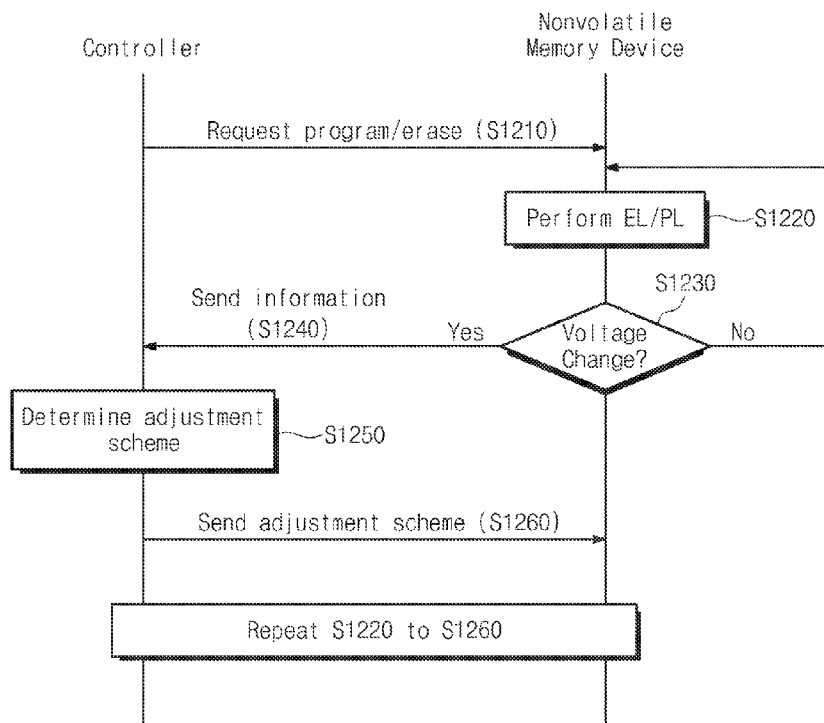 Controller
Nonvolatile
Memory Device
Request program/erase (S1210)
Perform EL/PL
S1220
S1230
Send information
(S1240)
Yes
Voltage
Change?
No
Determine adjustment
scheme
S1250
Send adjustment scheme (S1260)
Repeat S1220 to S1260